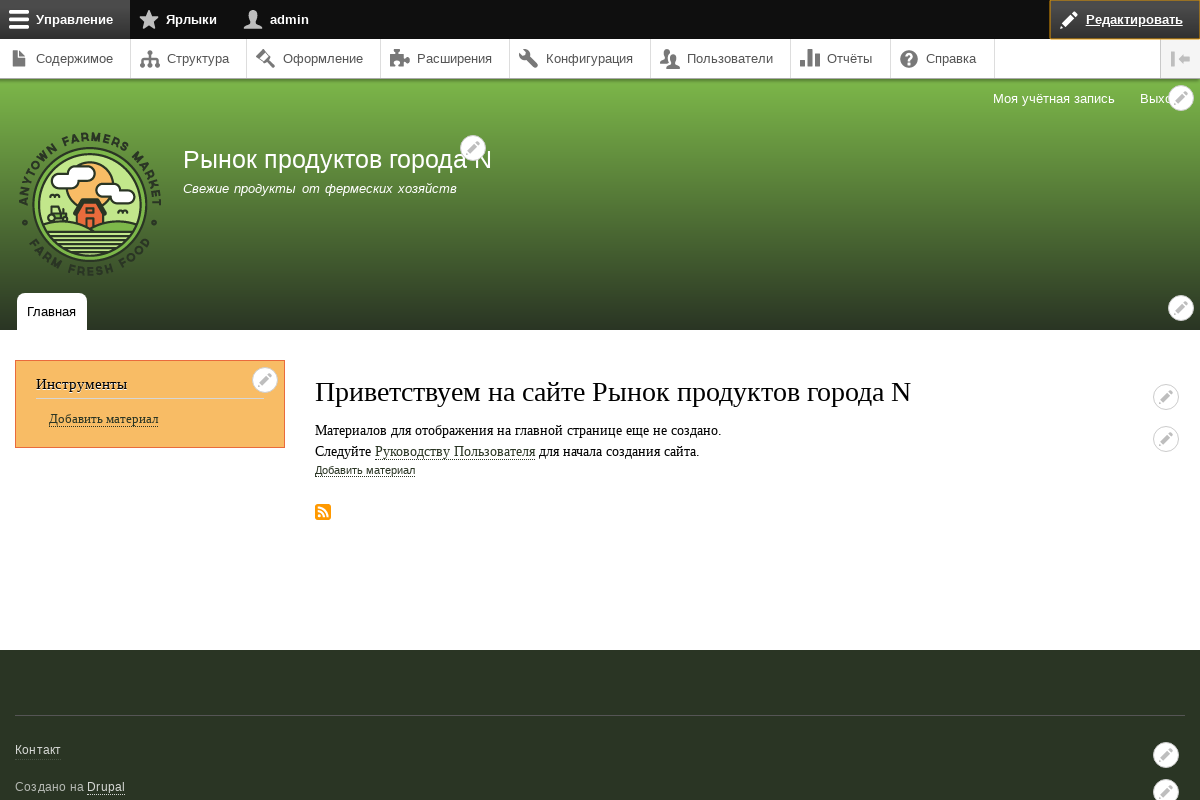 Управление Ярлыки admin Редактировать
Содержимое Структура Оформление Расширения Конфигурация Пользователи Отчёты Справка
Моя учётная запись
ANYTOWN FARMERS MARKET
FARM FRESH FOOD
Рынок продуктов города N
Свежие продукты от фермеских хозяйств
Главная
Инструменты
Добавить материал
Приветствуем на сайте Рынок продуктов города N
Материалов для отображения на главной странице еще не создано.
Следуйте Руководству Пользователя для начала создания сайта.
Добавить материал
Контакт
Создано на Drupal